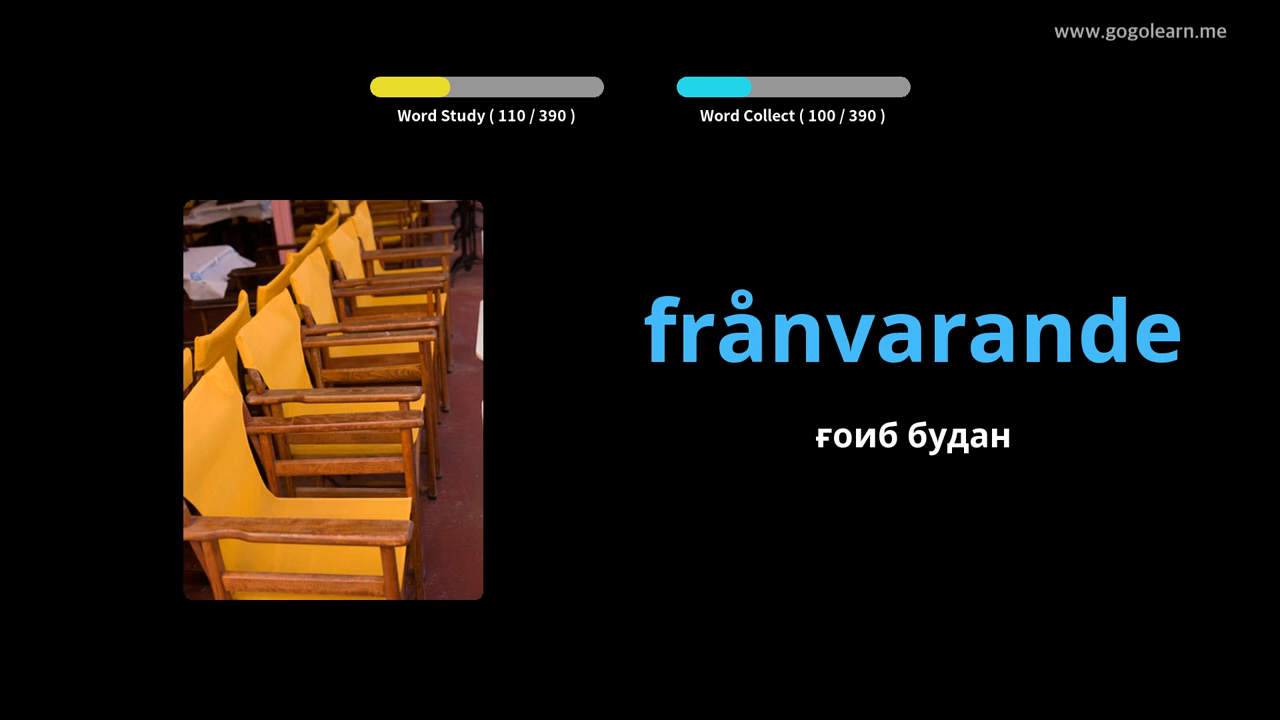 www.gogolearn.me
Word Study ( 110 / 390 )
Word Collect ( 100 / 390 )
frånvarande
ғоиб будан